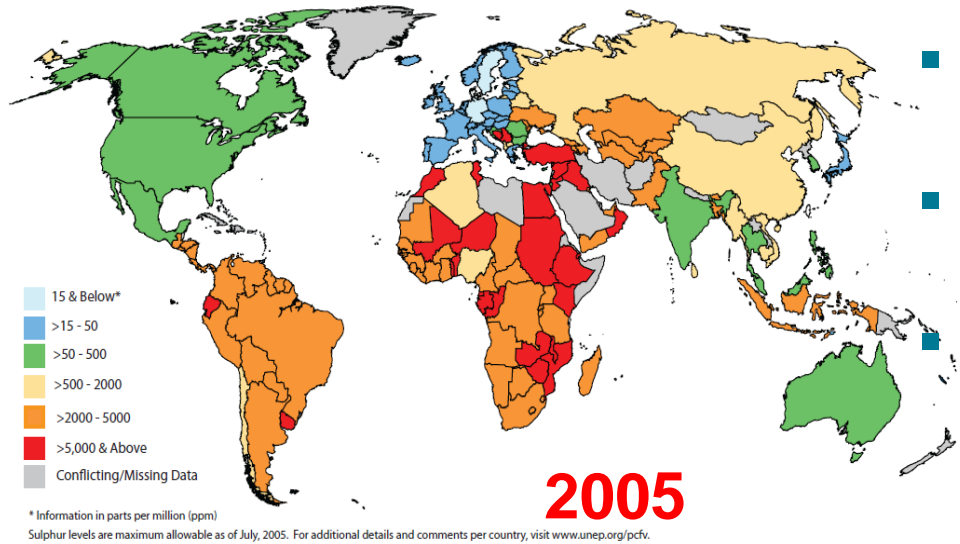 15 & Below*
>15 - 50
>50 - 500
>500 - 2000
>2000 - 5000
>5,000 & Above
Conflicting/Missing Data
2005
* Information in parts per million (ppm)
Sulphur levels are maximum allowable as of July, 2005. For additional details and comments per country, visit www.unep.org/pcfv.